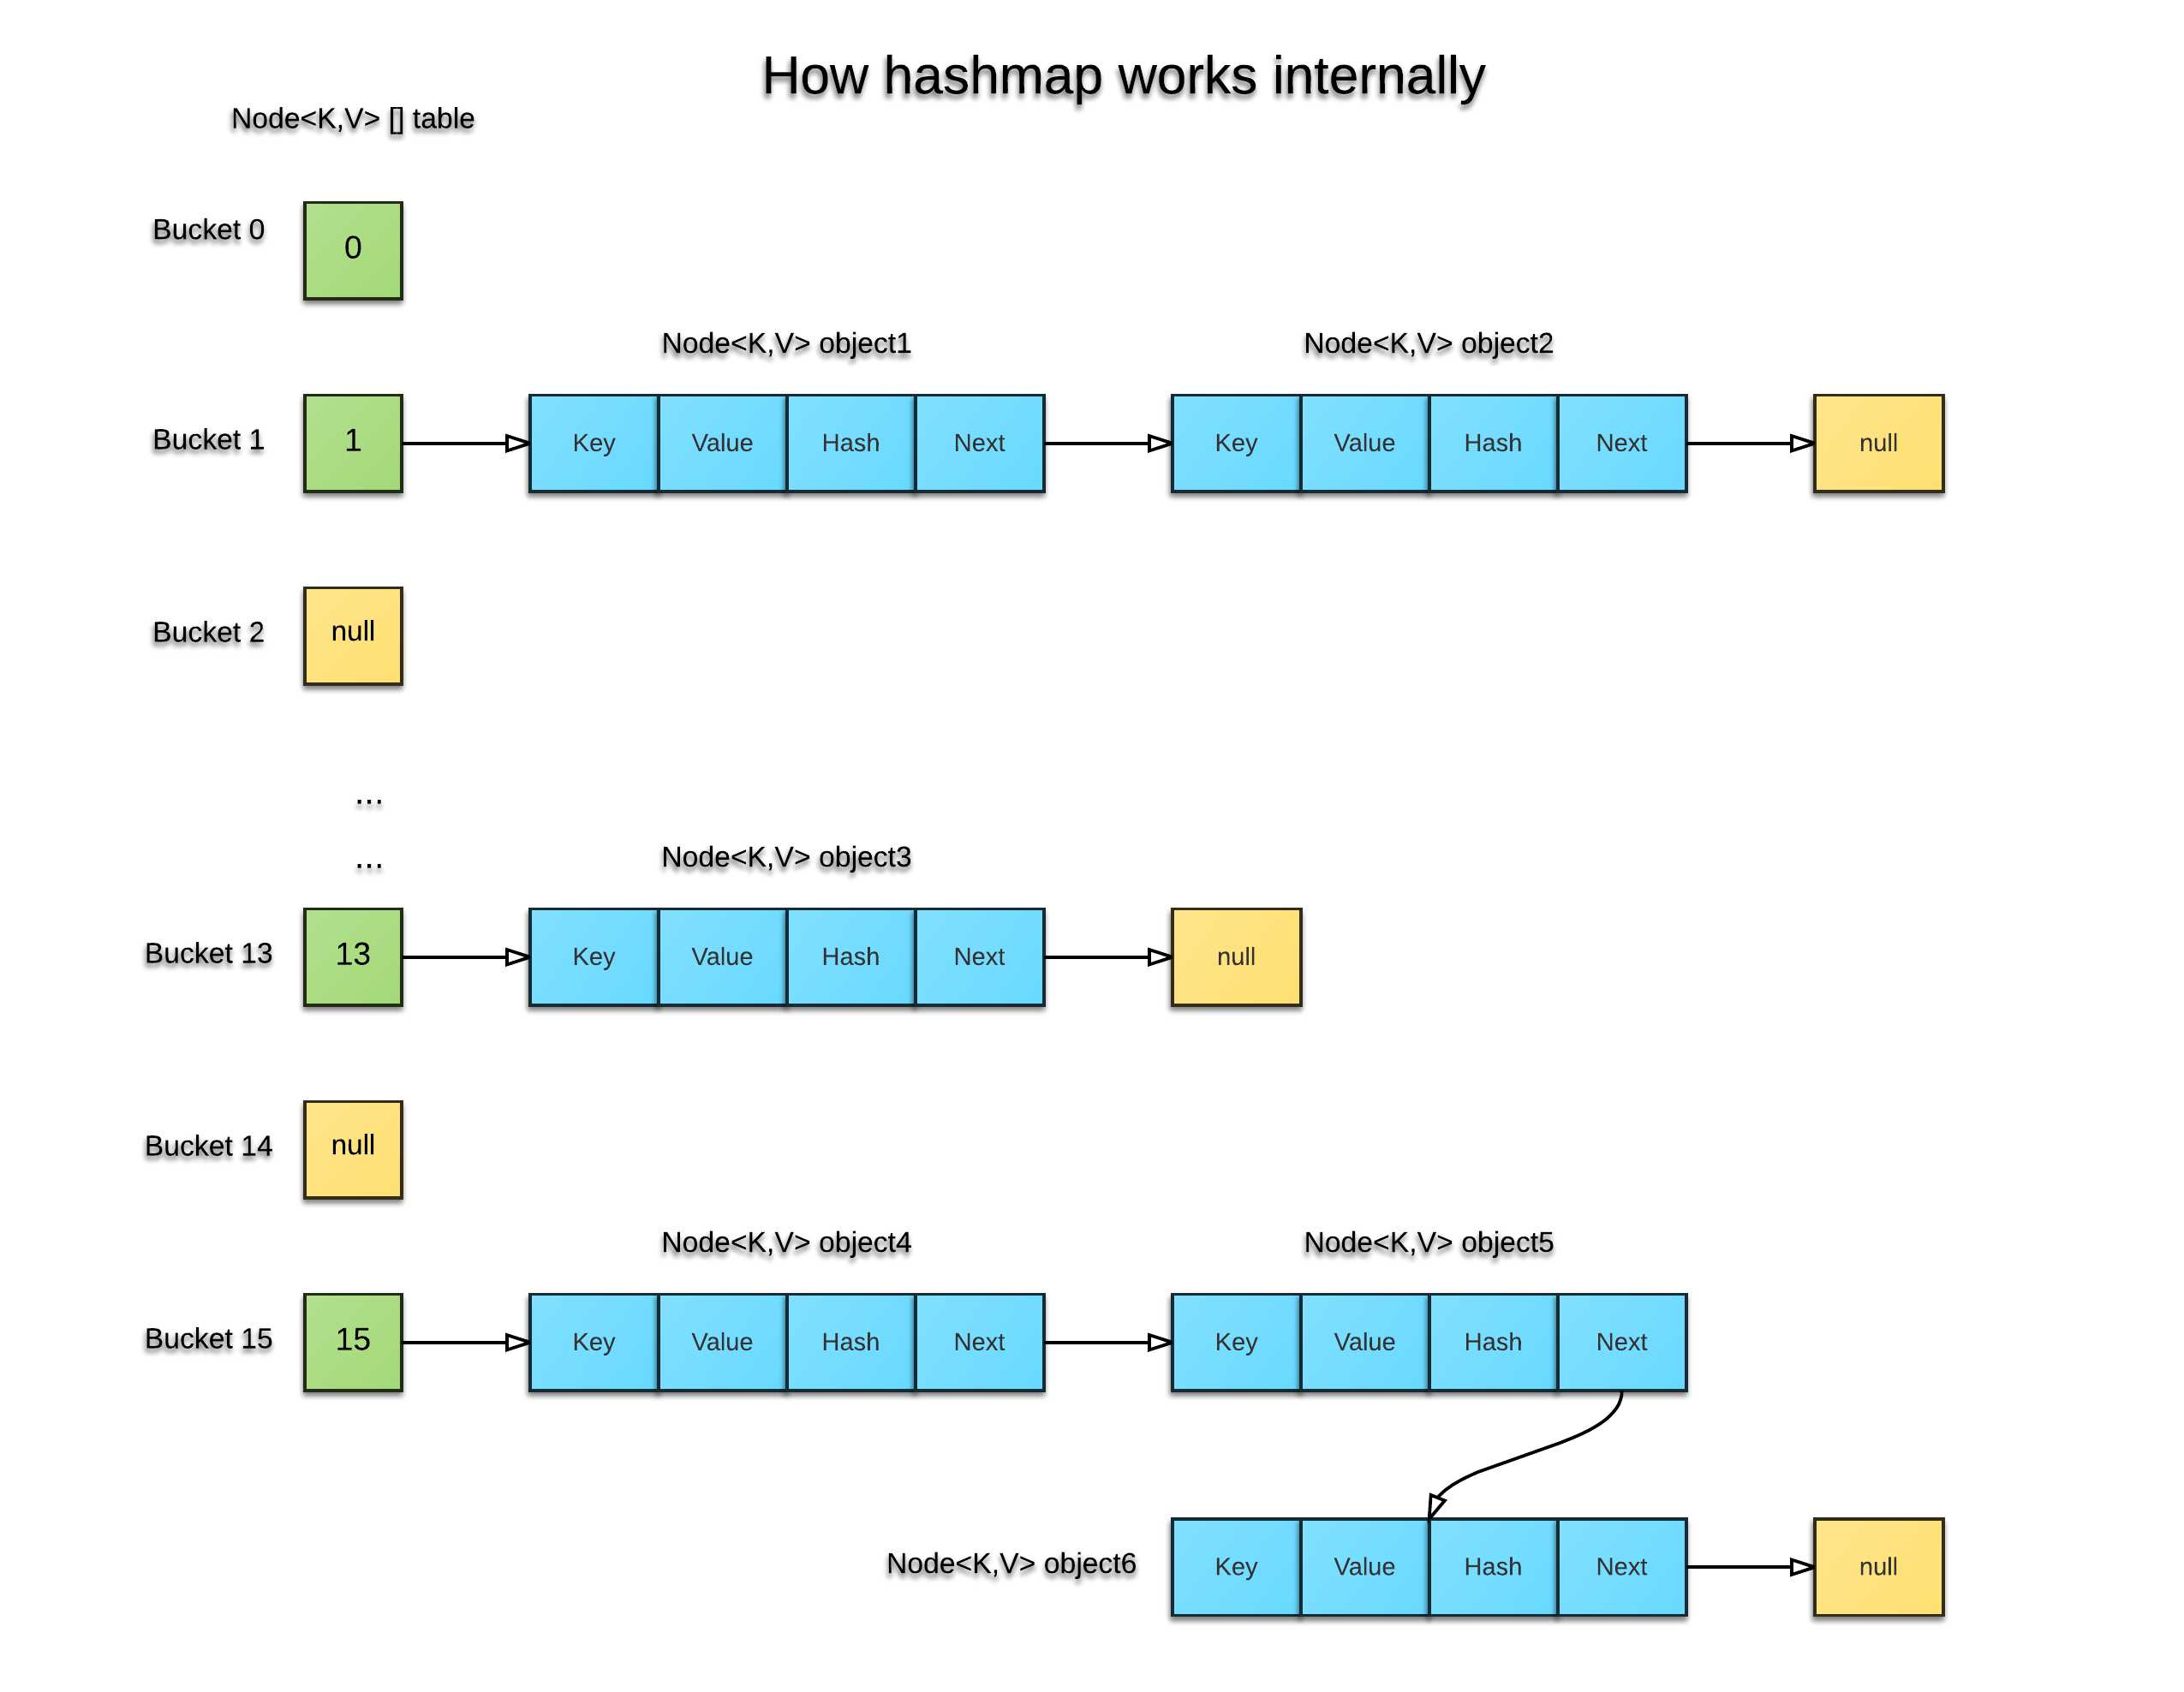 How hashmap works internally
Node<K,V> [] table
Bucket 0
0
Node<K,V> object1
Node<K,V> object2
Bucket 1
1
Key
Value
Hash
Next
Key
Value
Hash
Next
null
Bucket 2
null
...
...
Node<K,V> object3
Bucket 13
13
Key
Value
Hash
Next
null
Bucket 14
null
Node<K,V> object4
Node<K,V> object5
Bucket 15
15
Key
Value
Hash
Next
Key
Value
Hash
Next
Node<K,V> object6
Key
Value
Hash
Next
null